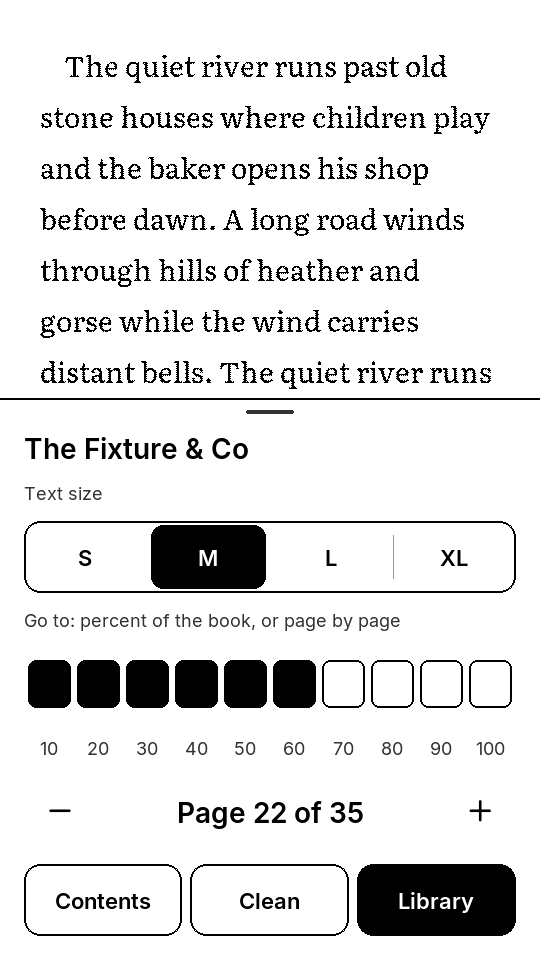 The quiet river runs past old
stone houses where children play
and the baker opens his shop
before dawn. A long road winds
through hills of heather and
gorse while the wind carries
distant bells. The quiet river runs
The Fixture & Co
Text size
S M L XL
Go to: percent of the book, or page by page
10 20 30 40 50 60 70 80 90 100
− Page 22 of 35 +
Contents Clean Library